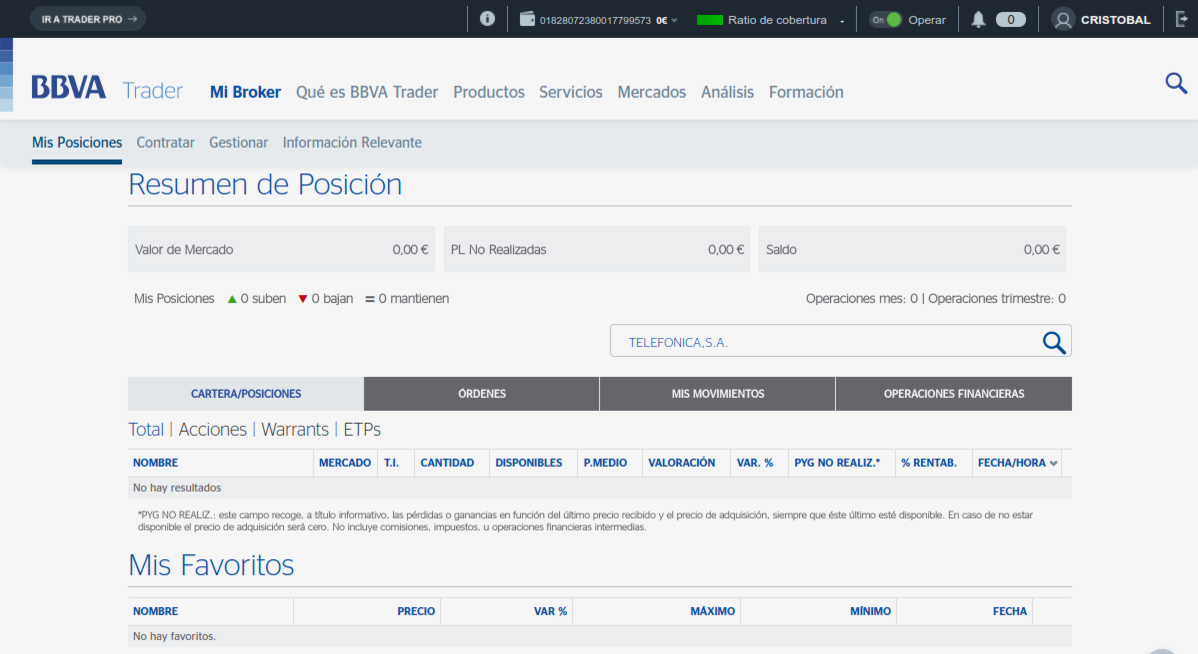 IR A TRADER PRO →
01828072380017799573 0€
Ratio de cobertura -
On Operar
0
CRISTOBAL
BBVA Trader
Mi Broker Qué es BBVA Trader Productos Servicios Mercados Análisis Formación
Mis Posiciones Contratar Gestionar Información Relevante
Resumen de Posición
Valor de Mercado 0,00 €
PL No Realizadas 0,00 €
Saldo 0,00 €
Mis Posiciones ▲ 0 suben ▼ 0 bajan = 0 mantienen
Operaciones mes: 0 | Operaciones trimestre: 0
TELEFONICA,S.A.
CARTERA/POSICIONES ÓRDENES MIS MOVIMIENTOS OPERACIONES FINANCIERAS
Total | Acciones | Warrants | ETPs
NOMBRE MERCADO T.I. CANTIDAD DISPONIBLES P.MEDIO VALORACIÓN VAR. % PYG NO REALIZ.* % RENTAB. FECHA/HORA
No hay resultados
*PYG NO REALIZ.: este campo recoge, a título informativo, las pérdidas o ganancias en función del último precio recibido y el precio de adquisición, siempre que éste último esté disponible. En caso de no estar
disponible el precio de adquisición será cero. No incluye comisiones, impuestos, u operaciones financieras intermedias.
Mis Favoritos
NOMBRE PRECIO VAR % MÁXIMO MÍNIMO FECHA
No hay favoritos.